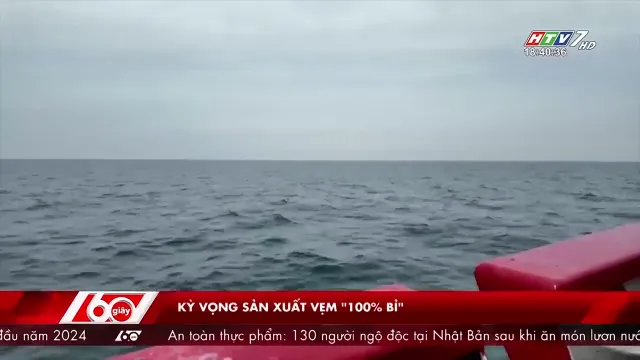 HTV7 HD
18:40:36
60 giây
KỲ VỌNG SẢN XUẤT VẸM "100% BỈ"
đầu năm 2024 60 An toàn thực phẩm: 130 người ngộ độc tại Nhật Bản sau khi ăn món lươn nướ